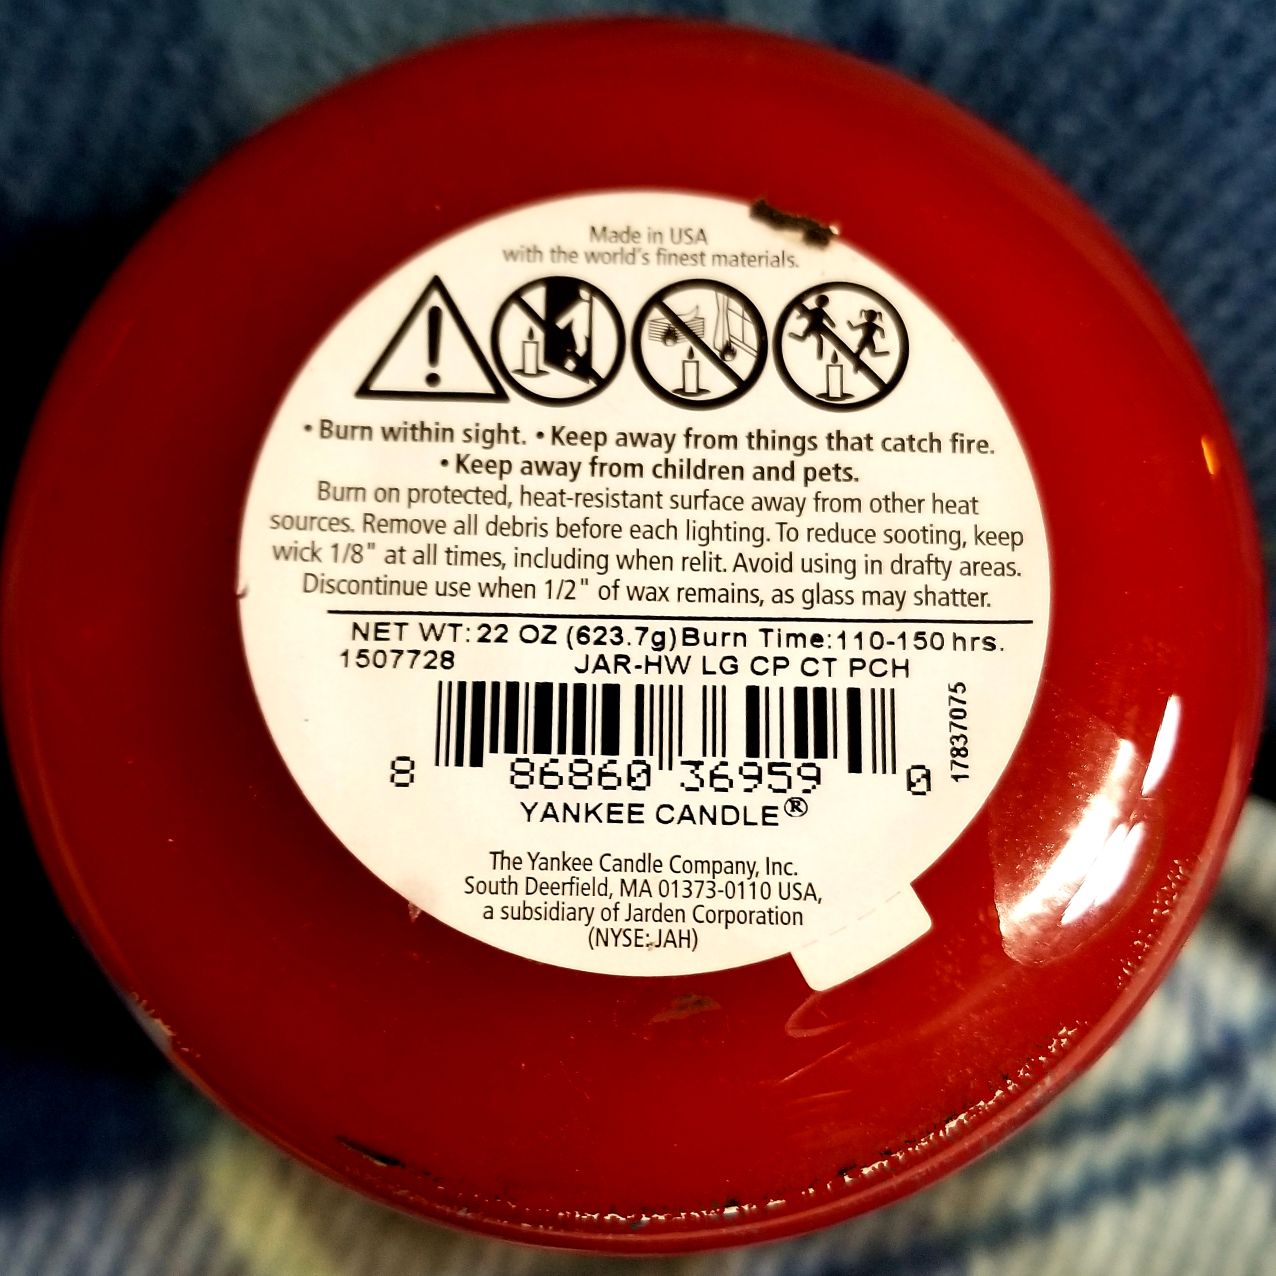 Made in USA
with the world's finest materials.
• Burn within sight. • Keep away from things that catch fire.
• Keep away from children and pets.
Burn on protected, heat-resistant surface away from other heat
sources. Remove all debris before each lighting. To reduce sooting, keep
wick 1/8" at all times, including when relit. Avoid using in drafty areas.
Discontinue use when 1/2" of wax remains, as glass may shatter.
NET WT: 22 OZ (623.7g) Burn Time: 110-150 hrs.
1507728 JAR-HW LG CP CT PCH
17837075
8 86860 36959 0
YANKEE CANDLE®
The Yankee Candle Company, Inc.
South Deerfield, MA 01373-0110 USA,
a subsidiary of Jarden Corporation
(NYSE: JAH)